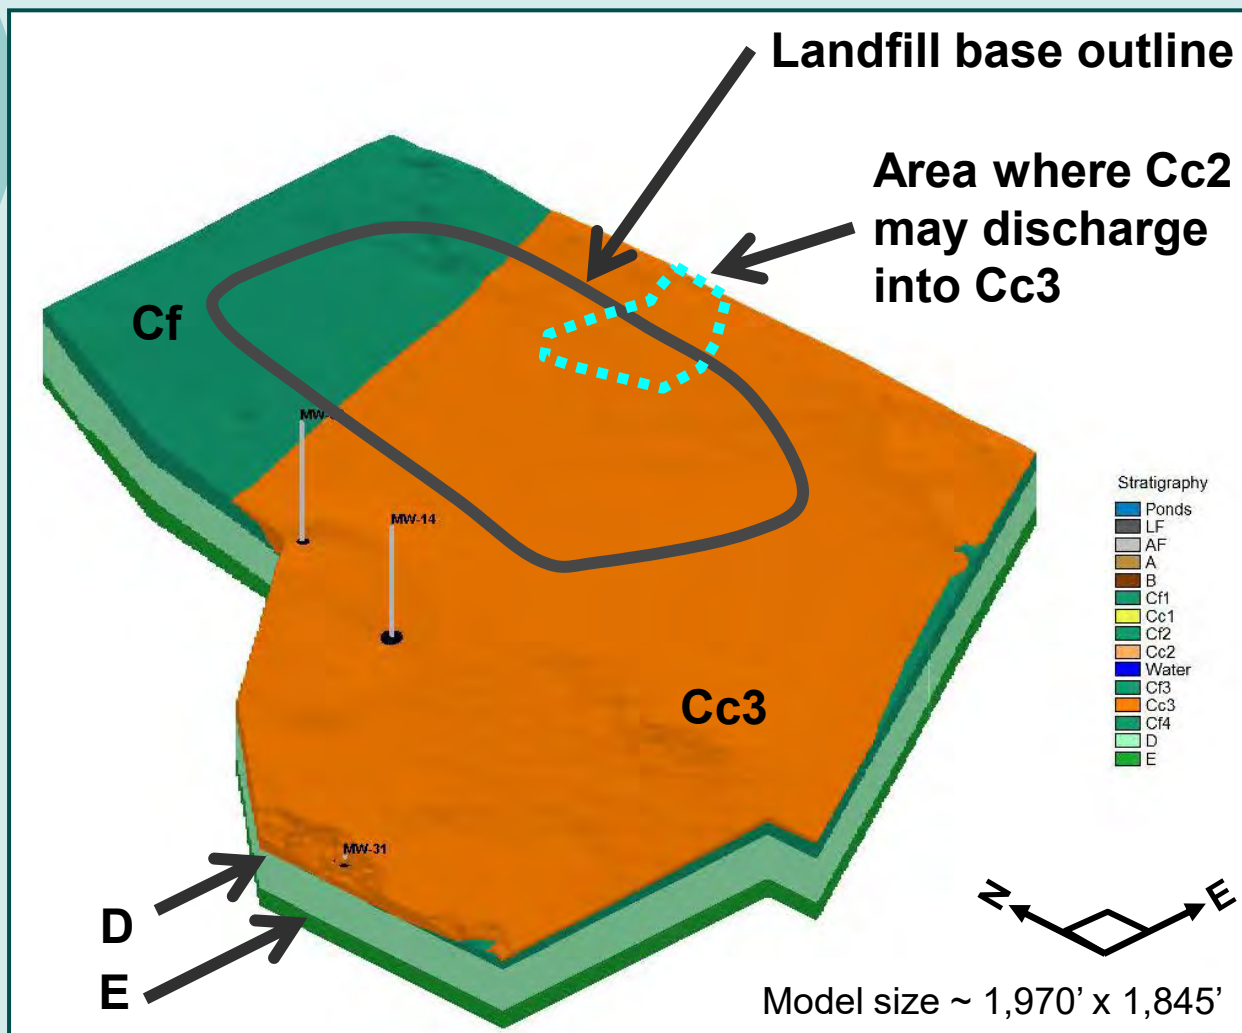 Landfill base outline
Area where Cc2
may discharge
into Cc3
Cf
MW-
MW-14
Cc3
MW-31
D
E
Stratigraphy
Ponds
LF
AF
A
B
Cf1
Cc1
Cf2
Cc2
Water
Cf3
Cc3
Cf4
D
E
N
E
Model size ~ 1,970’ x 1,845’